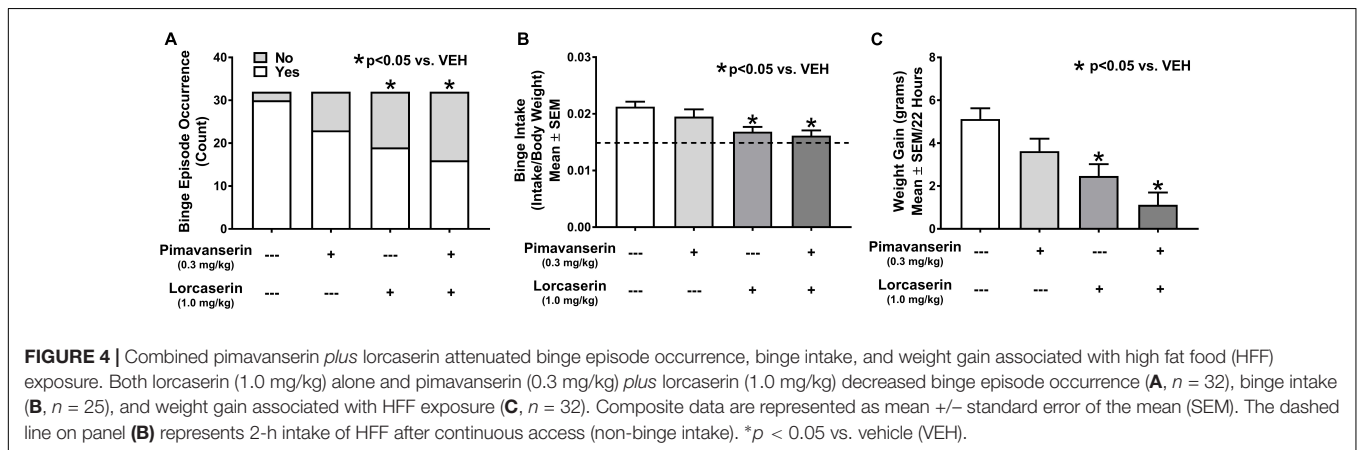 A
Binge Episode Occurrence
(Count)
40
30
20
10
0
No
Yes
*p<0.05 vs. VEH
* *
Pimavanserin
(0.3 mg/kg)
--- + --- +
Lorcaserin
(1.0 mg/kg)
--- --- + +
B
Binge Intake
(Intake/Body Weight)
Mean ± SEM
0.03
0.02
0.01
0.00
*p<0.05 vs. VEH
* *
Pimavanserin
(0.3 mg/kg)
--- + --- +
Lorcaserin
(1.0 mg/kg)
--- --- + +
C
Weight Gain (grams)
Mean ± SEM/22 Hours
8
6
4
2
0
* p<0.05 vs. VEH
*
*
Pimavanserin
(0.3 mg/kg)
--- + --- +
Lorcaserin
(1.0 mg/kg)
--- --- + +
FIGURE 4 | Combined pimavanserin plus lorcaserin attenuated binge episode occurrence, binge intake, and weight gain associated with high fat food (HFF)
exposure. Both lorcaserin (1.0 mg/kg) alone and pimavanserin (0.3 mg/kg) plus lorcaserin (1.0 mg/kg) decreased binge episode occurrence (A, n = 32), binge intake
(B, n = 25), and weight gain associated with HFF exposure (C, n = 32). Composite data are represented as mean +/– standard error of the mean (SEM). The dashed
line on panel (B) represents 2-h intake of HFF after continuous access (non-binge intake). *p < 0.05 vs. vehicle (VEH).